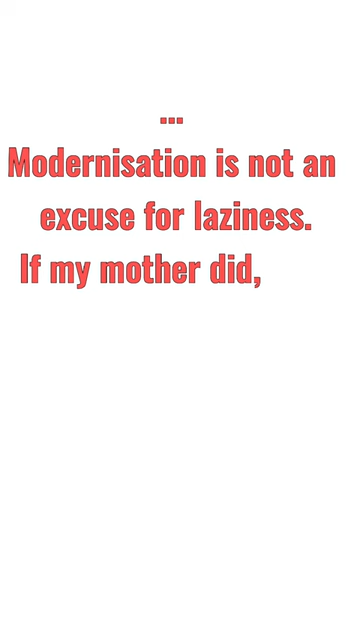 ...
Modernisation is not an
excuse for laziness.
If my mother did,